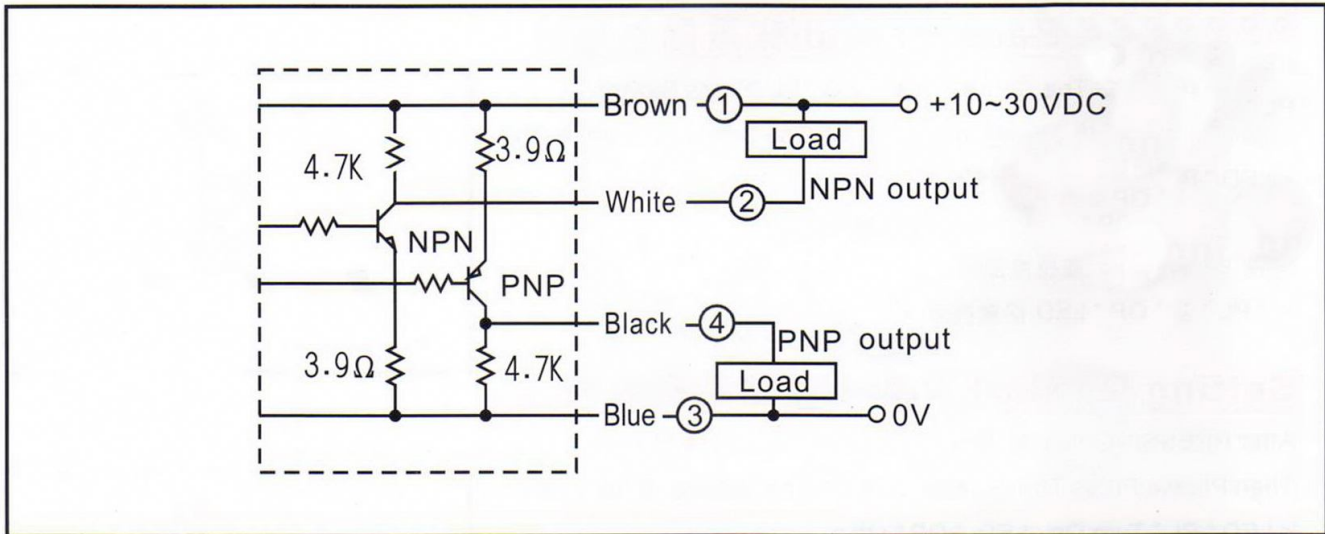 Brown ① +10~30VDC
Load
3.9Ω
4.7K
NPN output
White ②
NPN
PNP
Black ④
PNP output
3.9Ω
4.7K
Load
Blue ③ 0V